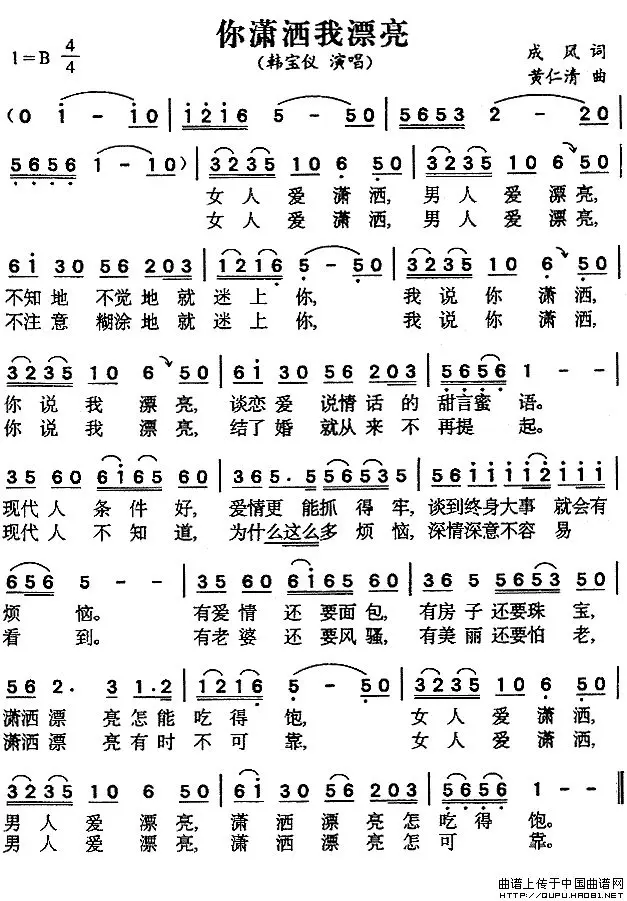 你潇洒我漂亮
1=B 4/4
(韩宝仪 演唱)
成风 词
黄仁清 曲
(0 1 - 10 | 1216 5 - 50 | 5653 2 - 20
5656 1 - 10) | 3235 10 6 50 | 3235 10 6 50 |
女人爱潇洒, 男人爱漂亮,
女人爱潇洒, 男人爱漂亮,
61 30 56 203 | 1216 5 - 50 | 3235 10 6 50 |
不知地 不觉地就迷上你, 我说你潇洒,
不注意 糊涂地就迷上你, 我说你潇洒,
3235 10 6 50 | 61 30 56 203 | 5656 1 - - |
你说我漂亮, 谈恋爱 说情话的甜言蜜语。
你说我漂亮, 结了婚 就从来不再提起。
35 60 6165 60 | 365. 5 56535 | 561111 2111 |
现代人条件好, 爱情更能抓得牢, 谈到终身大事 就会有
现代人不知道, 为什么这么多烦恼, 深情深意不容易
656 5 - - | 35 60 6165 60 | 36 5 5653 50 |
烦恼。 有爱情还要面包, 有房子还要珠宝,
看到。 有老婆还要风骚, 有美丽还要怕老,
56 2. 3 1.2 | 1216 5 - 50 | 3235 10 6 50 |
潇洒漂亮怎能吃得饱, 女人爱潇洒,
潇洒漂亮有时不可靠, 女人爱潇洒,
3235 10 6 50 | 61 30 56 203 | 5656 1 - - ‖
男人爱漂亮, 潇洒漂亮怎吃得饱。
男人爱漂亮, 潇洒漂亮怎可靠。
曲谱上传于中国曲谱网
HTTP://WWW.QUPU.HAO81.NET